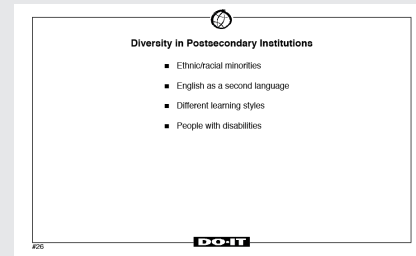 Diversity in Postsecondary Institutions
■ Ethnic/racial minorities
■ English as a second language
■ Different learning styles
■ People with disabilities
DO-IT
#26